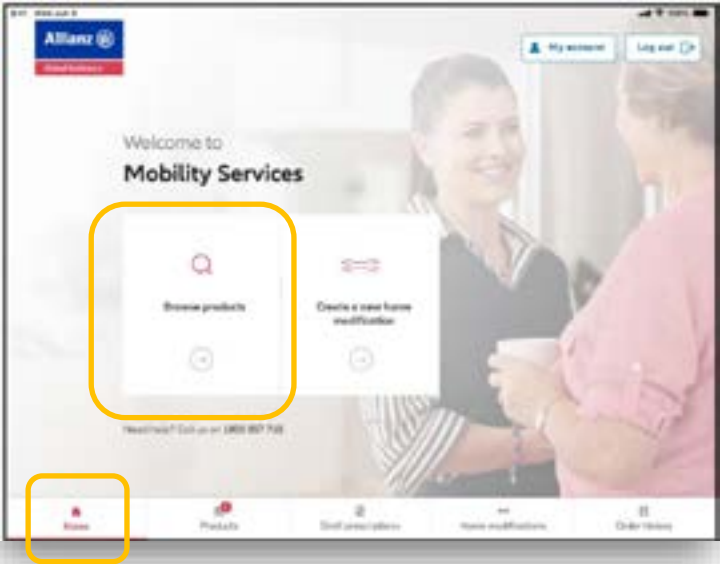 Allianz
My account
Log out
Welcome to
Mobility Services
Browse products
Create a new home
modification
Need help? Call us on 1800
Home
Products
Draft prescriptions
Home modifications
Order history